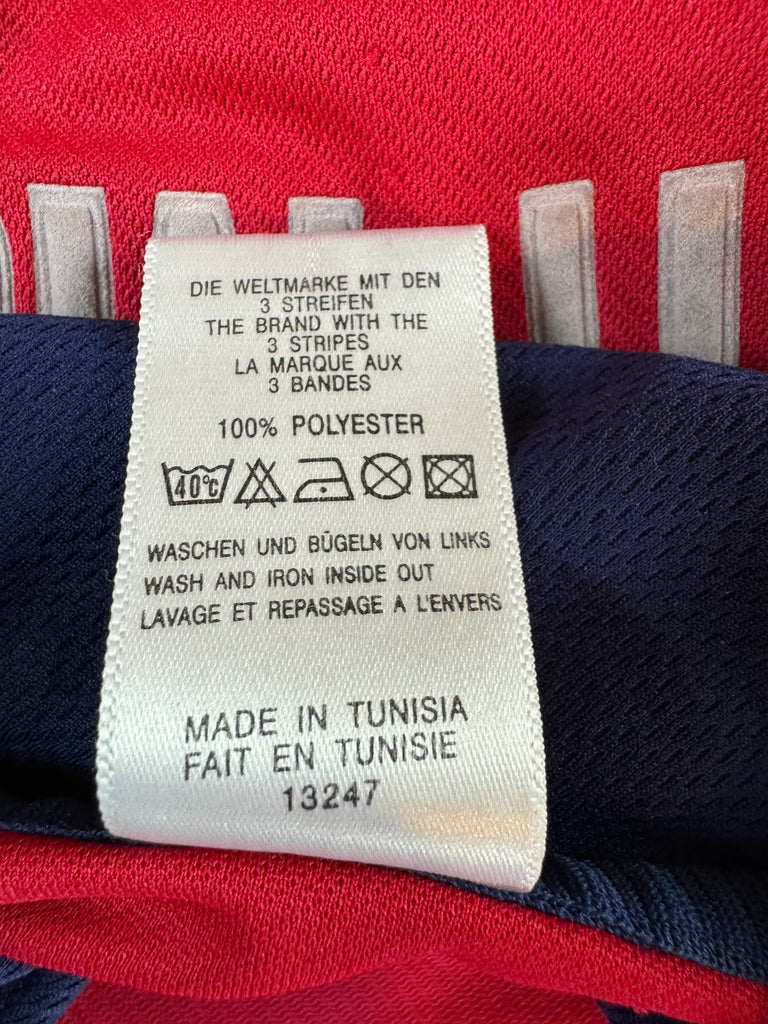 DIE WELTMARKE MIT DEN
3 STREIFEN
THE BRAND WITH THE
3 STRIPES
LA MARQUE AUX
3 BANDES
100% POLYESTER
40°C
WASCHEN UND BÜGELN VON LINKS
WASH AND IRON INSIDE OUT
LAVAGE ET REPASSAGE A L'ENVERS
MADE IN TUNISIA
FAIT EN TUNISIE
13247